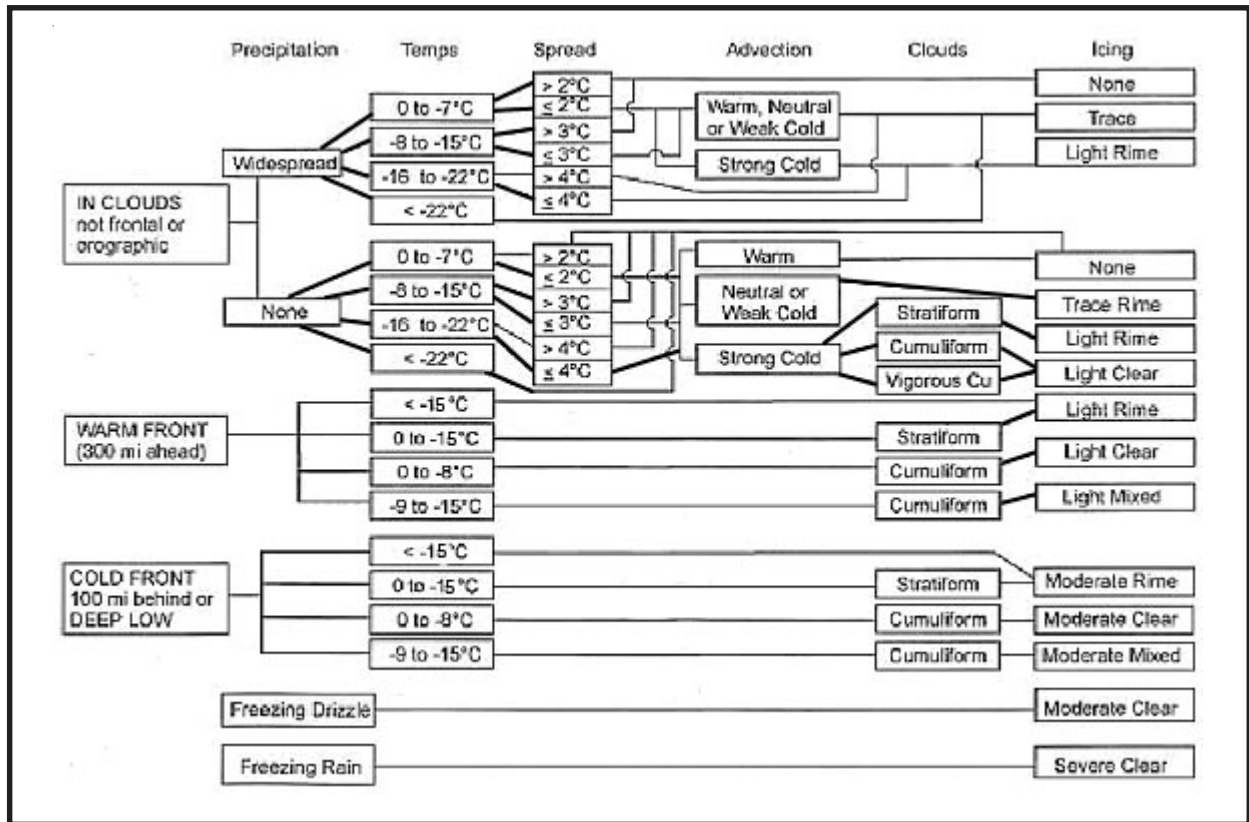 Precipitation Temps Spread Advection Clouds Icing
> 2°C
None
0 to -7°C
≤ 2°C
Warm, Neutral
or Weak Cold
Trace
-8 to -15°C
> 3°C
≤ 3°C
Widespread
Strong Cold
Light Rime
-16 to -22°C
> 4°C
≤ 4°C
< -22°C
IN CLOUDS
not frontal or
orographic
0 to -7°C
> 2°C
Warm
None
≤ 2°C
-8 to -15°C
> 3°C
Neutral or
Weak Cold
Trace Rime
None
≤ 3°C
Stratiform
Light Rime
-16 to -22°C
> 4°C
Cumuliform
< -22°C
≤ 4°C
Strong Cold
Vigorous Cu
Light Clear
WARM FRONT
(300 mi ahead)
< -15°C
Light Rime
0 to -15°C
Stratiform
0 to -8°C
Cumuliform
Light Clear
-9 to -15°C
Cumuliform
Light Mixed
COLD FRONT
100 mi behind or
DEEP LOW
< -15°C
0 to -15°C
Stratiform
Moderate Rime
0 to -8°C
Cumuliform
Moderate Clear
-9 to -15°C
Cumuliform
Moderate Mixed
Freezing Drizzle
Moderate Clear
Freezing Rain
Severe Clear